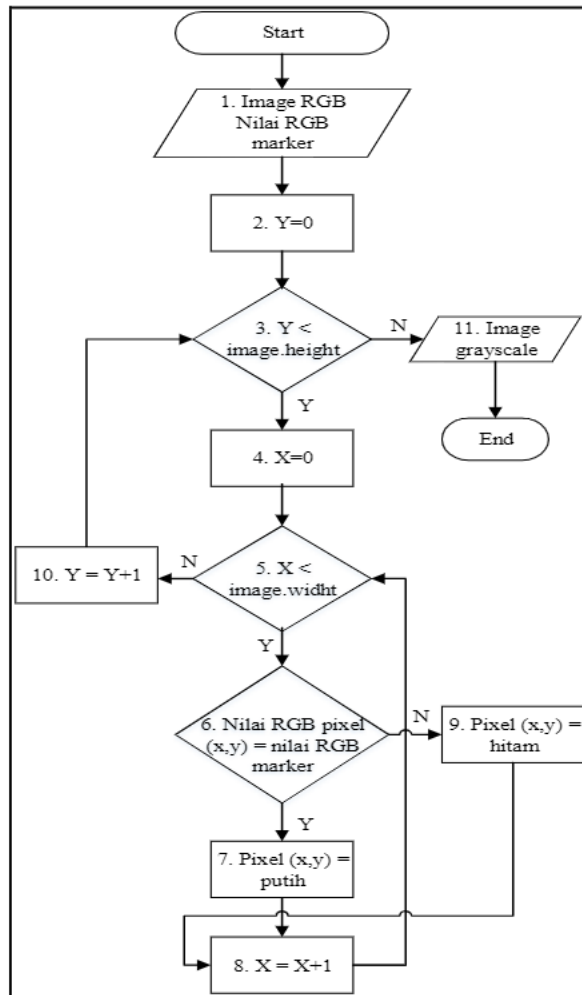 Start
1. Image RGB
Nilai RGB
marker
2. Y=0
3. Y <
image.height
N
11. Image
grayscale
Y
End
4. X=0
5. X <
image.widht
N
10. Y = Y+1
Y
6. Nilai RGB pixel
(x,y) = nilai RGB
marker
N
9. Pixel (x,y) =
hitam
Y
7. Pixel (x,y) =
putih
8. X = X+1